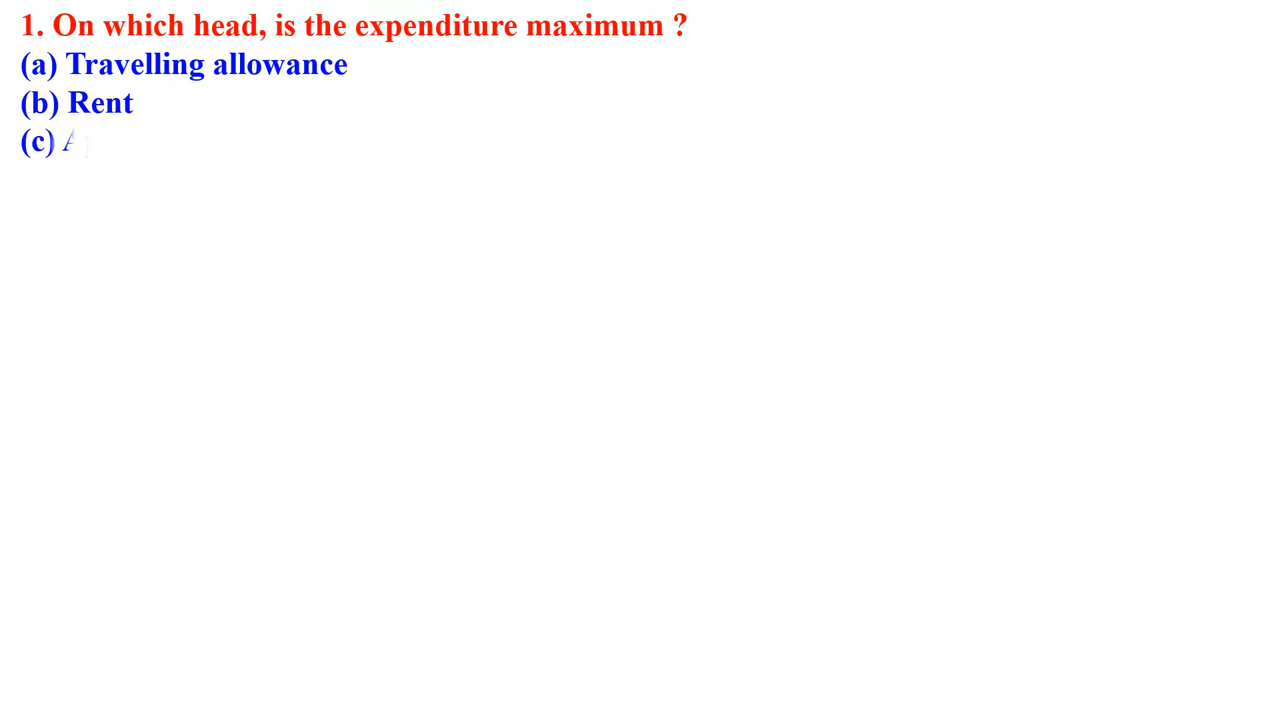 1. On which head, is the expenditure maximum ?
(a) Travelling allowance
(b) Rent
(c)